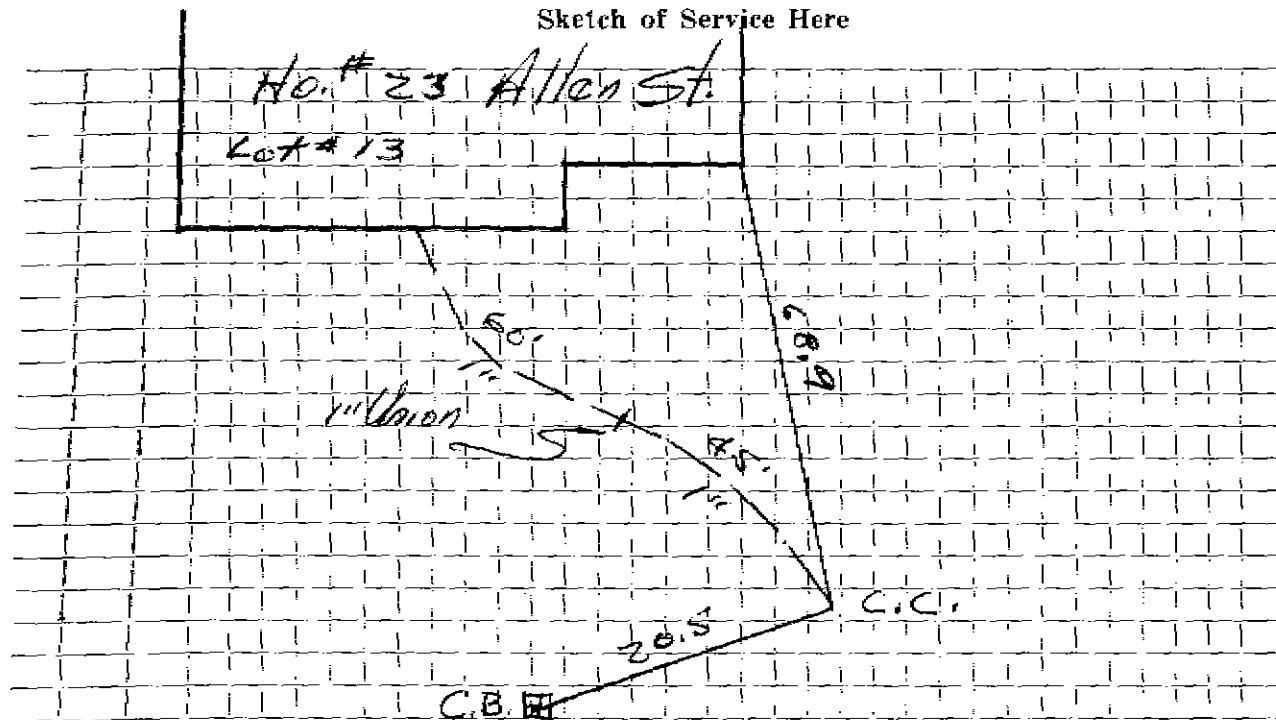 Sketch of Service Here
Ho. # 23 Allen St.
Lot # 13
60.
68.9
1" Union
1"
45.
1"
C.C.
20.5
C.B.